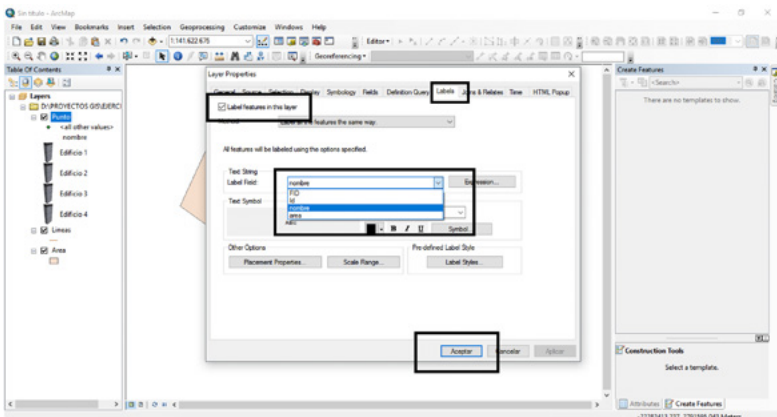 Sin título - ArcMap
File Edit View Bookmarks Insert Selection Geoprocessing Customize Windows Help
1:141.622.675
Editor
Georeferencing
Table Of Contents
Layers
D:\PROYECTOS GIS\EJERCI
Punto
<all other values>
nombre
Edificio 1
Edificio 2
Edificio 3
Edificio 4
Lineas
Area
Layer Properties
General Source Selection Display Symbology Fields Definition Query Labels Joins & Relates Time HTML Popup
Label features in this layer
Method: Label all the features the same way.
All features will be labeled using the options specified.
Text String
Label Field: nombre Expression...
FID
Id
nombre
area
Text Symbol
B I U Symbol...
Other Options
Placement Properties... Scale Range...
Pre-defined Label Style
Label Styles...
Aceptar Cancelar Aplicar
Create Features
<Search>
There are no templates to show.
Construction Tools
Select a template.
Attributes Create Features